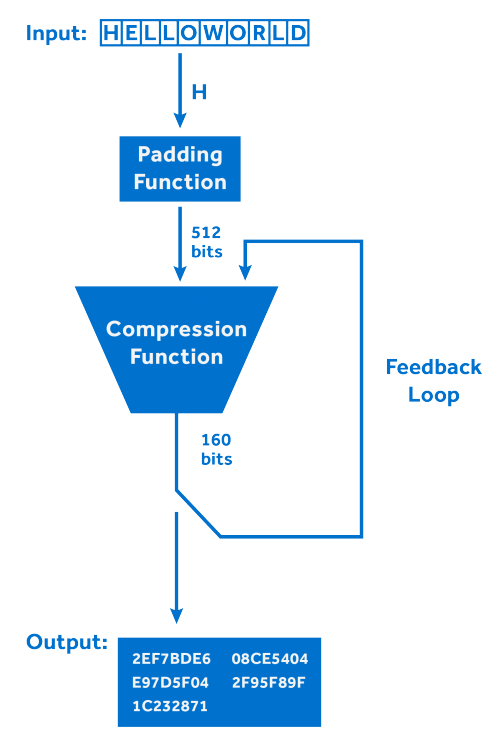 Input: HELLOWORLD
H
Padding
Function
512
bits
Compression
Function
Feedback
Loop
160
bits
Output:
2EF7BDE6 08CE5404
E97D5F04 2F95F89F
1C232871